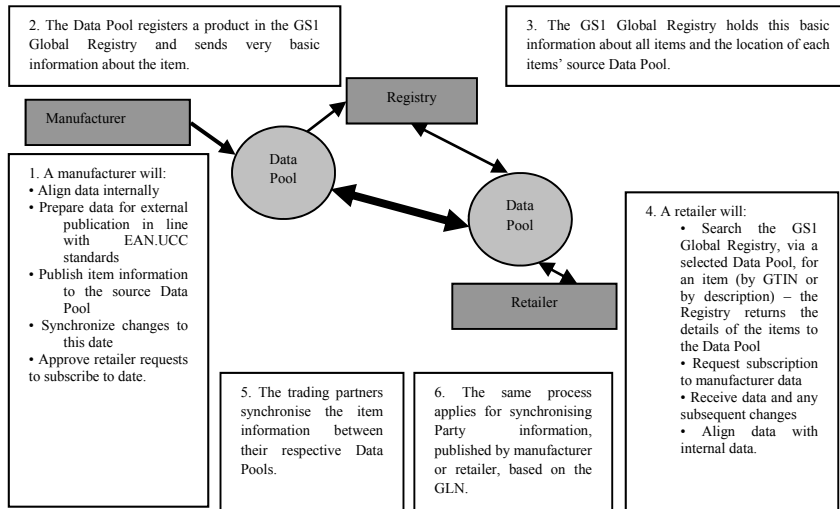 2. The Data Pool registers a product in the GS1
Global Registry and sends very basic
information about the item.
3. The GS1 Global Registry holds this basic
information about all items and the location of each
items’ source Data Pool.
Registry
Manufacturer
Data
Pool
Data
Pool
Retailer
1. A manufacturer will:
• Align data internally
• Prepare data for external
publication in line
with EAN.UCC
standards
• Publish item information
to the source Data
Pool
• Synchronize changes to
this date
• Approve retailer requests
to subscribe to date.
4. A retailer will:
• Search the GS1
Global Registry, via a
selected Data Pool, for
an item (by GTIN or
by description) – the
Registry returns the
details of the items to
the Data Pool
• Request subscription
to manufacturer data
• Receive data and any
subsequent changes
• Align data with
internal data.
5. The trading partners
synchronise the item
information between
their respective Data
Pools.
6. The same process
applies for synchronising
Party information,
published by manufacturer
or retailer, based on the
GLN.